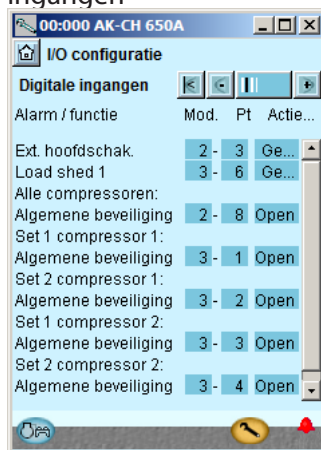 ingangen
00:000 AK-CH 650A
I/O configuratie
Digitale ingangen
Alarm / functie Mod. Pt Actie...
Ext. hoofdschak. 2 - 3 Ge...
Load shed 1 3 - 6 Ge...
Alle compressoren:
Algemene beveiliging 2 - 8 Open
Set 1 compressor 1:
Algemene beveiliging 3 - 1 Open
Set 2 compressor 1:
Algemene beveiliging 3 - 2 Open
Set 1 compressor 2:
Algemene beveiliging 3 - 3 Open
Set 2 compressor 2:
Algemene beveiliging 3 - 4 Open